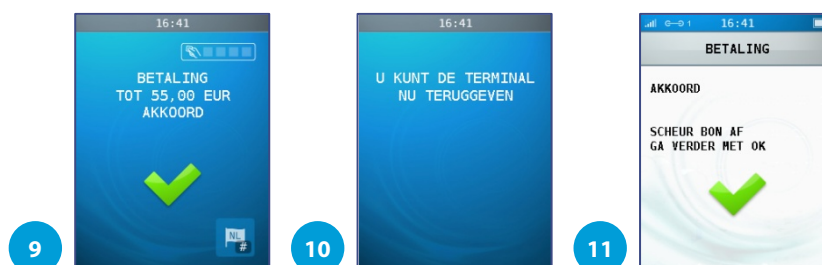 16:41
BETALING
TOT 55,00 EUR
AKKOORD
NL
#
9
16:41
U KUNT DE TERMINAL
NU TERUGGEVEN
10
1 16:41
BETALING
AKKOORD
SCHEUR BON AF
GA VERDER MET OK
11